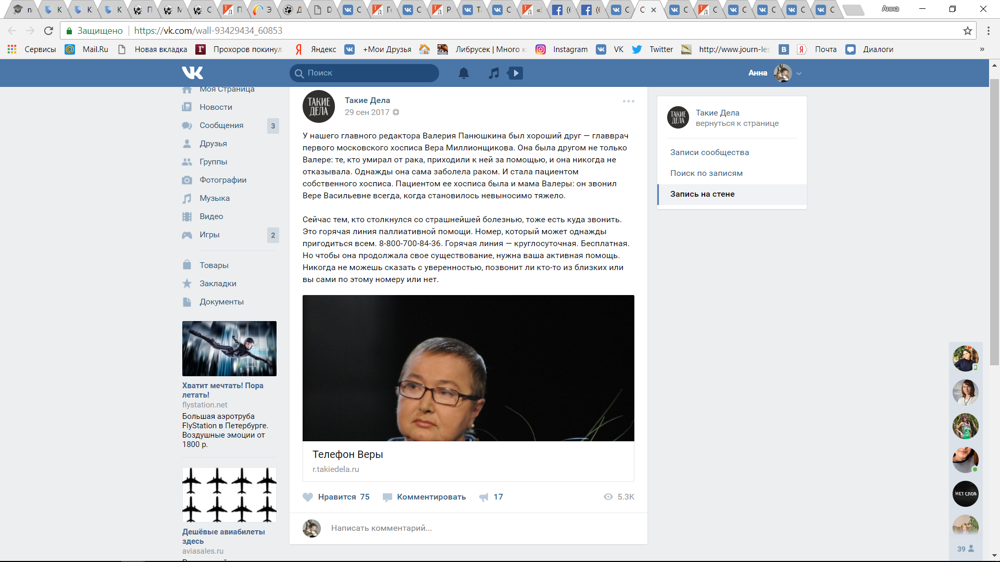 n
K
K
K
П
М
С
П
Э
Д
D
С
Г
С
Р
Т
С
«
(6
(6
С
С
С
С
С
С
С
С
Анна
Защищено
https://vk.com/wall-93429434_60853
Сервисы
Mail.Ru
Новая вкладка
Прохоров покинул
Яндекс
+Мои Друзья
Либрусек | Много к
Instagram
VK
Twitter
http://www.journ-les
Почта
Диалоги
»
Поиск
Анна
Моя Страница
Новости
Сообщения 3
Друзья
Группы
Фотографии
Музыка
Видео
Игры 2
Товары
Закладки
Документы
Хватит мечтать! Пора
летать!
flystation.net
Большая аэротруба
FlyStation в Петербурге.
Воздушные эмоции от
1800 р.
Дешёвые авиабилеты
здесь
aviasales.ru
ТАКИЕ
ДЕЛА
Такие Дела
29 сен 2017
У нашего главного редактора Валерия Панюшкина был хороший друг — главврач
первого московского хосписа Вера Миллионщикова. Она была другом не только
Валере: те, кто умирал от рака, приходили к ней за помощью, и она никогда не
отказывала. Однажды она сама заболела раком. И стала пациентом
собственного хосписа. Пациентом ее хосписа была и мама Валеры: он звонил
Вере Васильевне всегда, когда становилось невыносимо тяжело.
Сейчас тем, кто столкнулся со страшнейшей болезнью, тоже есть куда звонить.
Это горячая линия паллиативной помощи. Номер, который может однажды
пригодиться всем. 8-800-700-84-36. Горячая линия — круглосуточная. Бесплатная.
Но чтобы она продолжала свое существование, нужна ваша активная помощь.
Никогда не можешь сказать с уверенностью, позвонит ли кто-то из близких или
вы сами по этому номеру или нет.
Телефон Веры
r.takiedela.ru
Нравится 75
Комментировать
17
5.3K
Написать комментарий...
ТАКИЕ
ДЕЛА
Такие Дела
вернуться к странице
Записи сообщества
Поиск по записям
Запись на стене
НЕТ СЛОВ
39